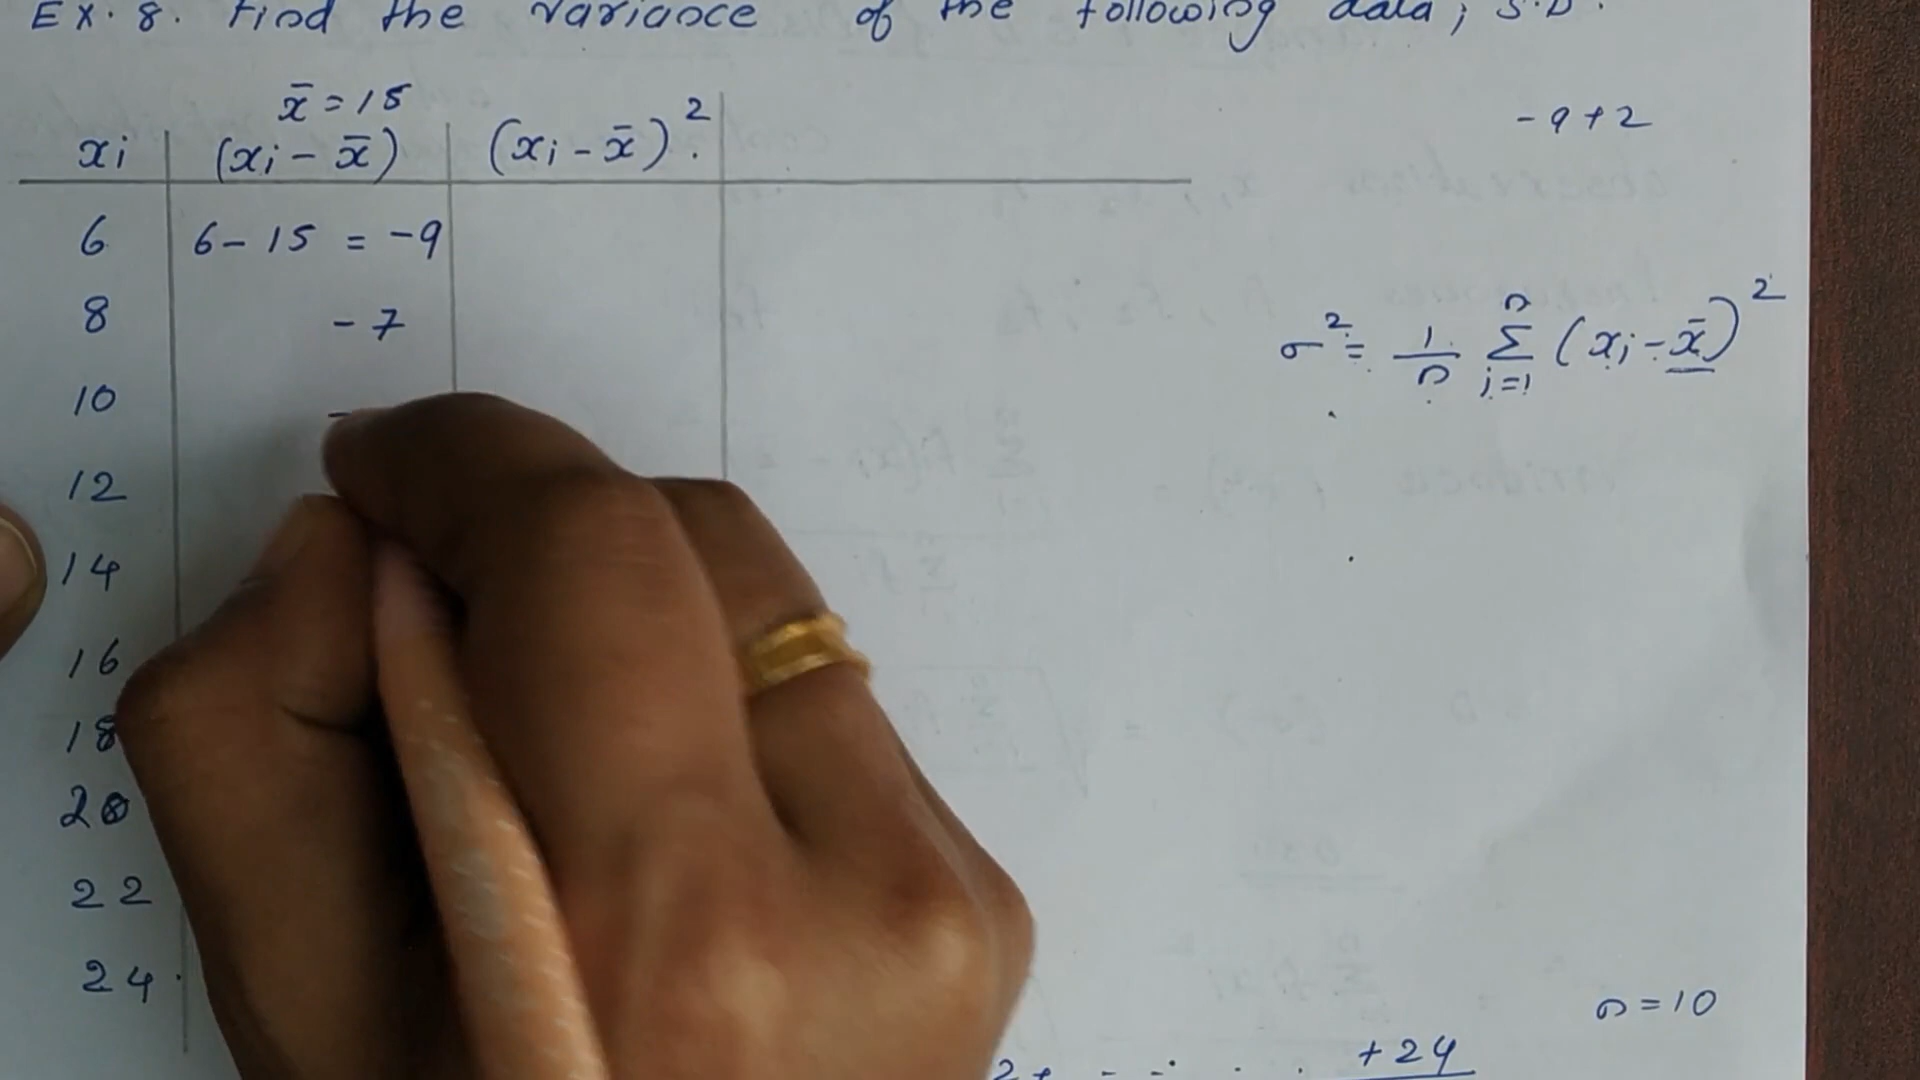 Ex. 8. Find the variance of the following data; S.D.
x̄ = 15
xi | (xi - x̄) | (xi - x̄)².
-9+2
6 6-15 = -9
8 -7
σ² = 1/n Σ i=1 n (xi - x̄)²
10 -
12
14
16
18
20
22
24
n = 10
+24